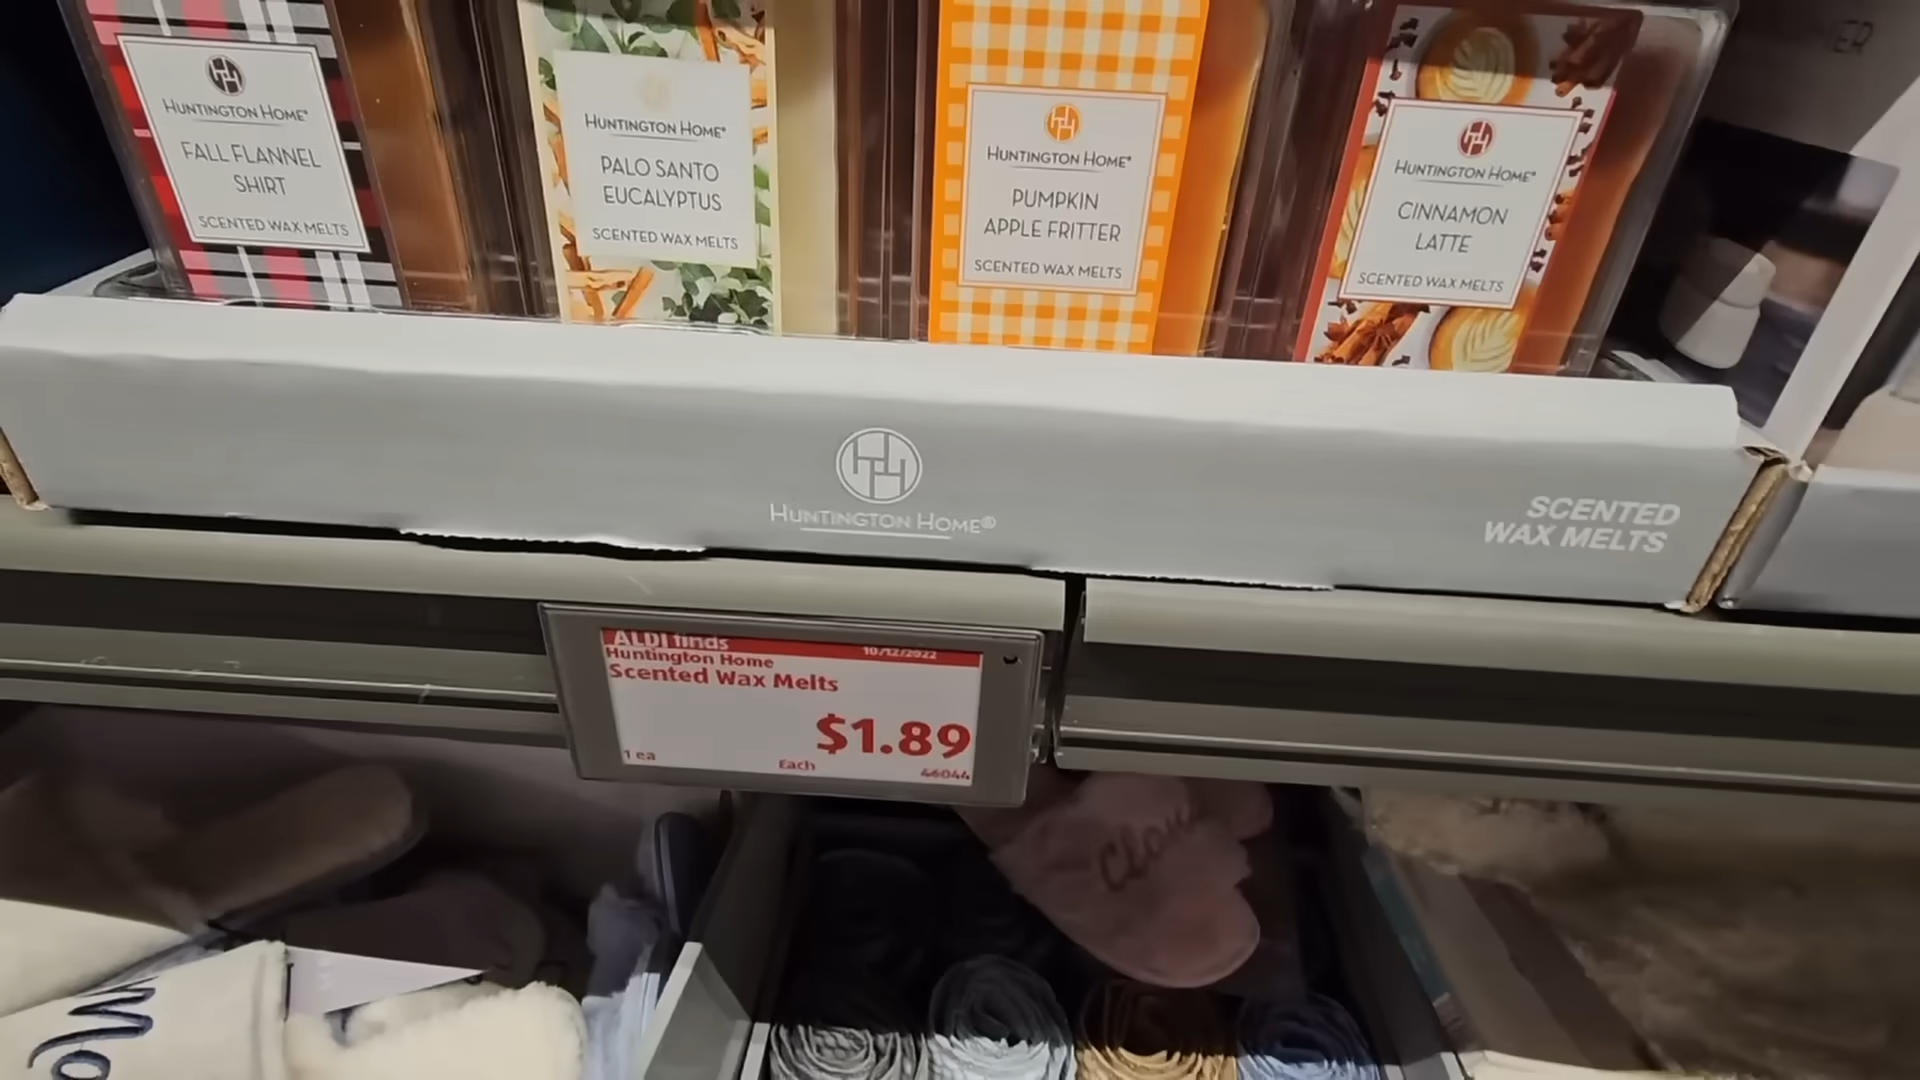 HUNTINGTON HOME®
FALL FLANNEL
SHIRT
SCENTED WAX MELTS
HUNTINGTON HOME®
PALO SANTO
EUCALYPTUS
SCENTED WAX MELTS
HUNTINGTON HOME®
PUMPKIN
APPLE FRITTER
SCENTED WAX MELTS
HUNTINGTON HOME®
CINNAMON
LATTE
SCENTED WAX MELTS
HUNTINGTON HOME®
SCENTED
WAX MELTS
ALDI finds 10/12/2022
Huntington Home
Scented Wax Melts
$1.89
1 ea Each 46044